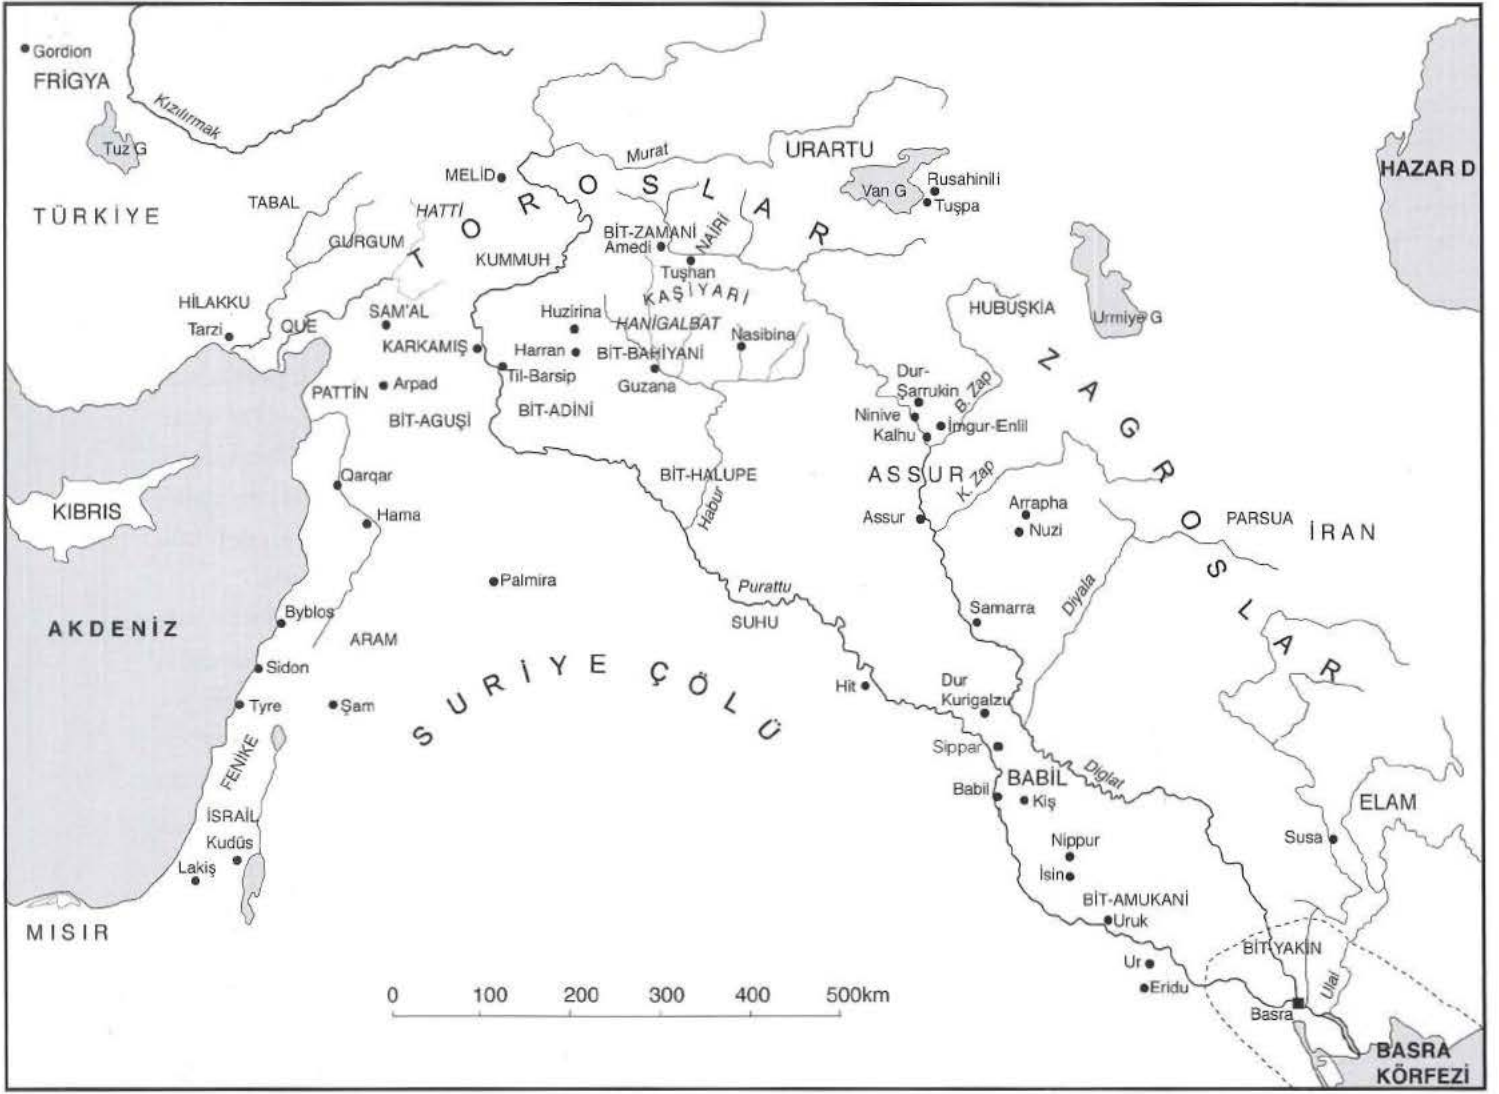 Gordion
FRİGYA
Kızılırmak
Tuz G
TÜRKİYE
TABAL
HATTİ
GURGUM
MELİD
TOROSLAR
Murat
URARTU
Van G
Rusahinili
Tuşpa
HAZAR D
KUMMUH
BİT-ZAMANİ
Amedi
NAİRİ
Tuşhan
KAŞİYARİ
HİLAKKU
Tarzi
QUE
SAM'AL
KARKAMIŞ
Huzirina
HANİGALBAT
Harran
BİT-BAHİYANİ
Nasibina
Til-Barsip
Guzana
HUBUŞKIA
Urmiye G
ZAGROSLAR
PATTİN
Arpad
BİT-AGUŞİ
BİT-ADİNİ
Dur-
Şarrukin
B. Zap
Ninive
Kalhu
İmgur-Enlil
BİT-HALUPE
Habur
ASSUR
K. Zap
Assur
Arrapha
Nuzi
PARSUA
İRAN
KIBRIS
Qarqar
Hama
Palmira
Purattu
SUHU
Diyala
Samarra
AKDENİZ
Byblos
ARAM
Sidon
Tyre
Şam
SURİYE ÇÖLÜ
Hit
Dur
Kurigalzu
Sippar
BABİL
Babil
Kiş
Diglat
FENİKE
İSRAİL
Kudüs
Lakiş
MISIR
Nippur
İsin
BİT-AMUKANİ
Uruk
Ur
Eridu
ELAM
Susa
BİT-YAKİN
Ulai
Basra
BASRA
KÖRFEZİ
0 100 200 300 400 500km